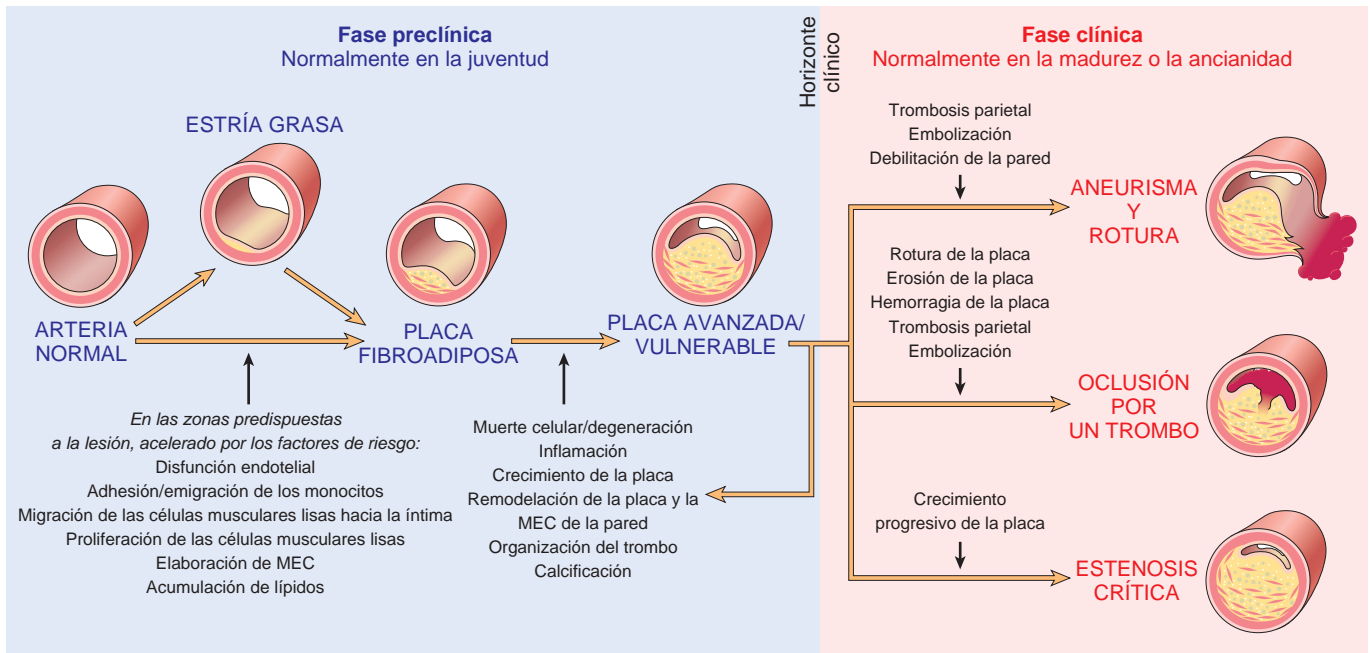 Fase preclínica
Normalmente en la juventud
ESTRÍA GRASA
ARTERIA
NORMAL
PLACA
FIBROADIPOSA
PLACA AVANZADA/
VULNERABLE
En las zonas predispuestas
a la lesión, acelerado por los factores de riesgo:
Disfunción endotelial
Adhesión/emigración de los monocitos
Migración de las células musculares lisas hacia la íntima
Proliferación de las células musculares lisas
Elaboración de MEC
Acumulación de lípidos
Muerte celular/degeneración
Inflamación
Crecimiento de la placa
Remodelación de la placa y la
MEC de la pared
Organización del trombo
Calcificación
Horizonte
clínico
Fase clínica
Normalmente en la madurez o la ancianidad
Trombosis parietal
Embolización
Debilitación de la pared
ANEURISMA
Y
ROTURA
Rotura de la placa
Erosión de la placa
Hemorragia de la placa
Trombosis parietal
Embolización
OCLUSIÓN
POR
UN TROMBO
Crecimiento
progresivo de la placa
ESTENOSIS
CRÍTICA